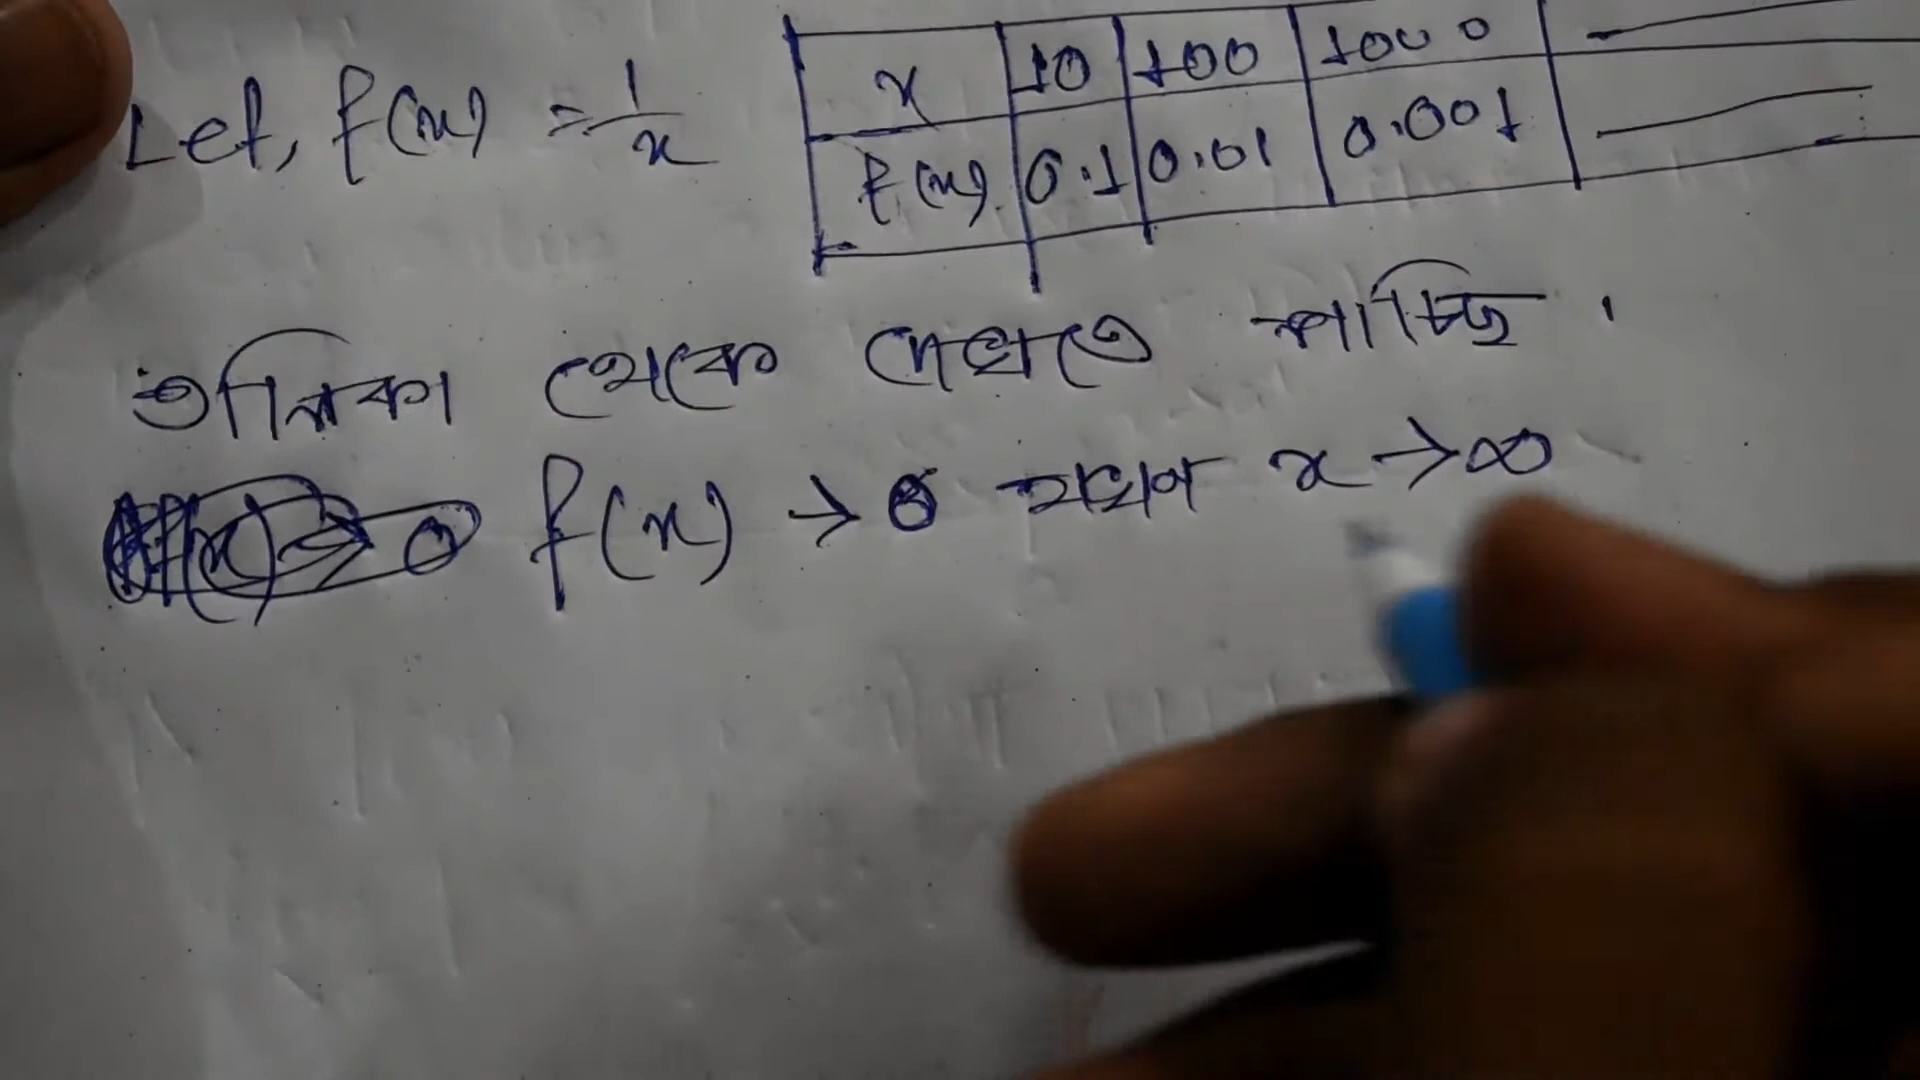 Let, f(x) = 1/x
x 10 100 1000
f(x) 0.1 0.01 0.001
তালিকা থেকে দেখতে পাচ্ছি .
f(x) → 0 যখন x → ∞